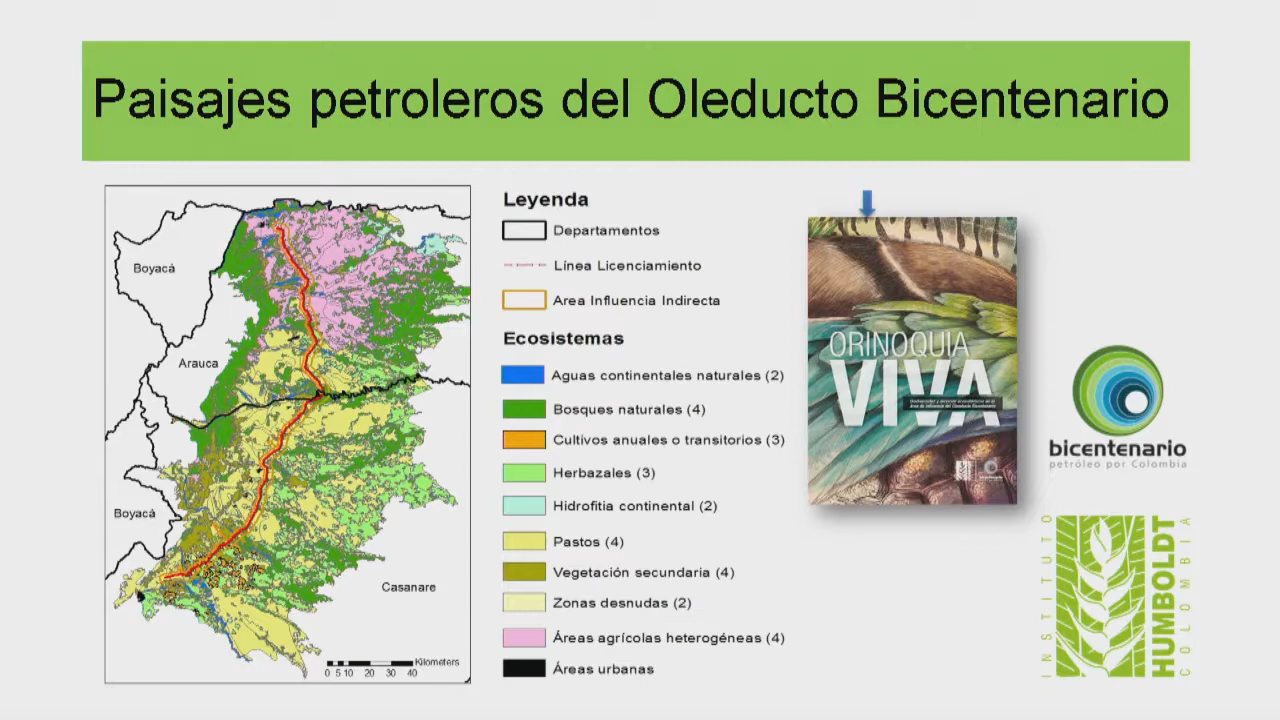 Paisajes petroleros del Oleducto Bicentenario
Boyacá
Arauca
Boyacá
Casanare
Kilometers
0 5 10 20 30 40
Leyenda
Departamentos
Línea Licenciamiento
Area Influencia Indirecta
Ecosistemas
Aguas continentales naturales (2)
Bosques naturales (4)
Cultivos anuales o transitorios (3)
Herbazales (3)
Hidrofitia continental (2)
Pastos (4)
Vegetación secundaria (4)
Zonas desnudas (2)
Áreas agrícolas heterogéneas (4)
Áreas urbanas
ORINOQUIA
VIVA
bicentenario
petróleo por Colombia
INSTITUTO
HUMBOLDT
COLOMBIA